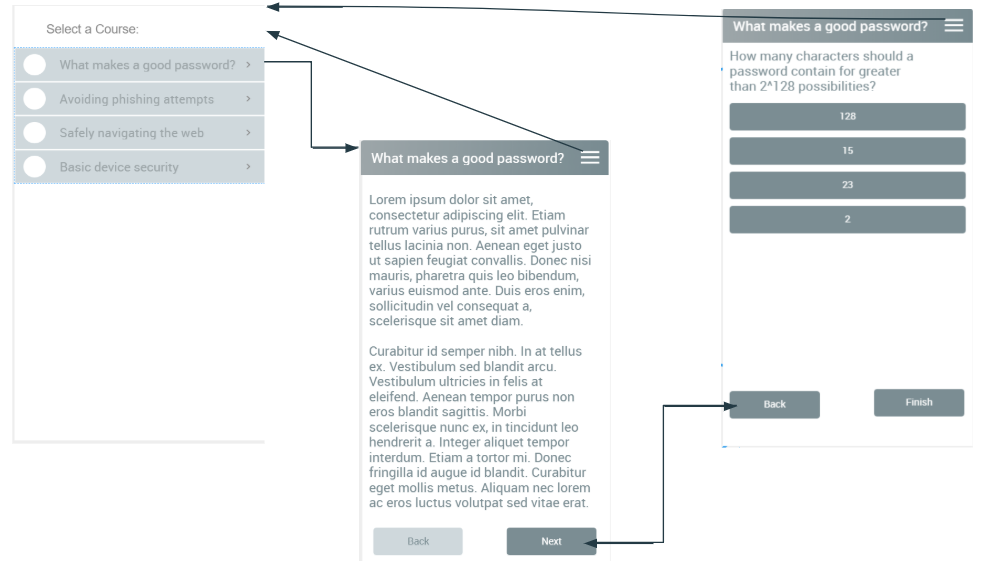 Select a Course:
What makes a good password?
Avoiding phishing attempts
Safely navigating the web
Basic device security
What makes a good password?
Lorem ipsum dolor sit amet,
consectetur adipiscing elit. Etiam
rutrum varius purus, sit amet pulvinar
tellus lacinia non. Aenean eget justo
ut sapien feugiat convallis. Donec nisi
mauris, pharetra quis leo bibendum,
varius euismod ante. Duis eros enim,
sollicitudin vel consequat a,
scelerisque sit amet diam.
Curabitur id semper nibh. In at tellus
ex. Vestibulum sed blandit arcu.
Vestibulum ultricies in felis at
eleifend. Aenean tempor purus non
eros blandit sagittis. Morbi
scelerisque nunc ex, in tincidunt leo
hendrerit a. Integer aliquet tempor
interdum. Etiam a tortor mi. Donec
fringilla id augue id blandit. Curabitur
eget mollis metus. Aliquam nec lorem
ac eros luctus volutpat sed vitae erat.
Back
Next
What makes a good password?
How many characters should a
password contain for greater
than 2^128 possibilities?
128
15
23
2
Back
Finish